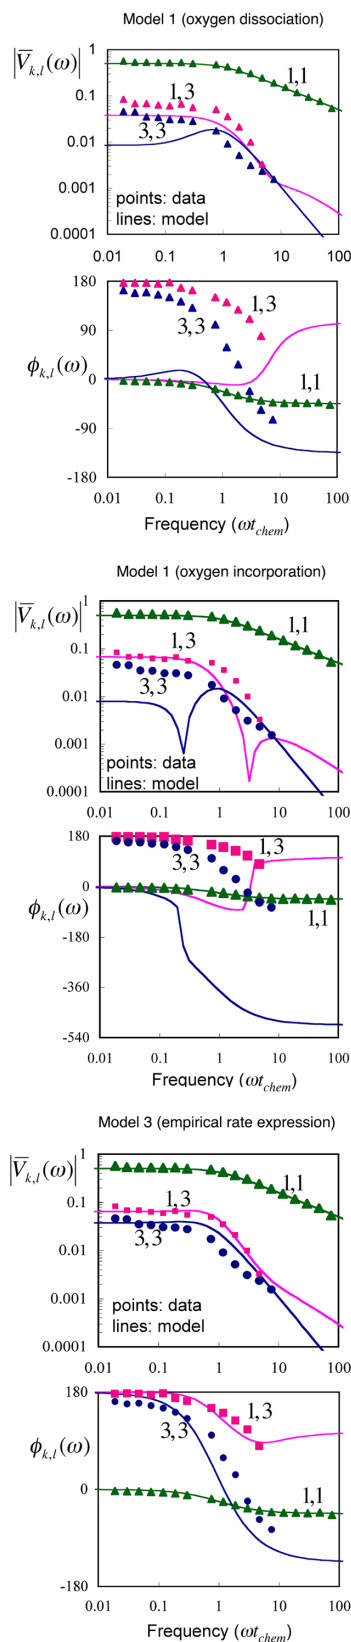 Model 1 (oxygen dissociation)
|V̅k,l(ω)|
1
0.1
0.01
0.001
0.0001
1,1
1,3
3,3
points: data
lines: model
0.01 0.1 1 10 100
ϕk,l(ω)
180
90
0
-90
-180
1,3
3,3
1,1
0.01 0.1 1 10 100
Frequency (ωtchem)
Model 1 (oxygen incorporation)
|V̅k,l(ω)|
1
0.1
0.01
0.001
0.0001
1,1
1,3
3,3
points: data
lines: model
0.01 0.1 1 10 100
ϕk,l(ω)
180
0
-180
-360
-540
1,3
3,3
1,1
0.01 0.1 1 10 100
Frequency (ωtchem)
Model 3 (empirical rate expression)
|V̅k,l(ω)|
1
0.1
0.01
0.001
0.0001
1,1
1,3
3,3
points: data
lines: model
0.01 0.1 1 10 100
ϕk,l(ω)
180
0
-180
1,3
3,3
1,1
0.01 0.1 1 10 100
Frequency (ωtchem)